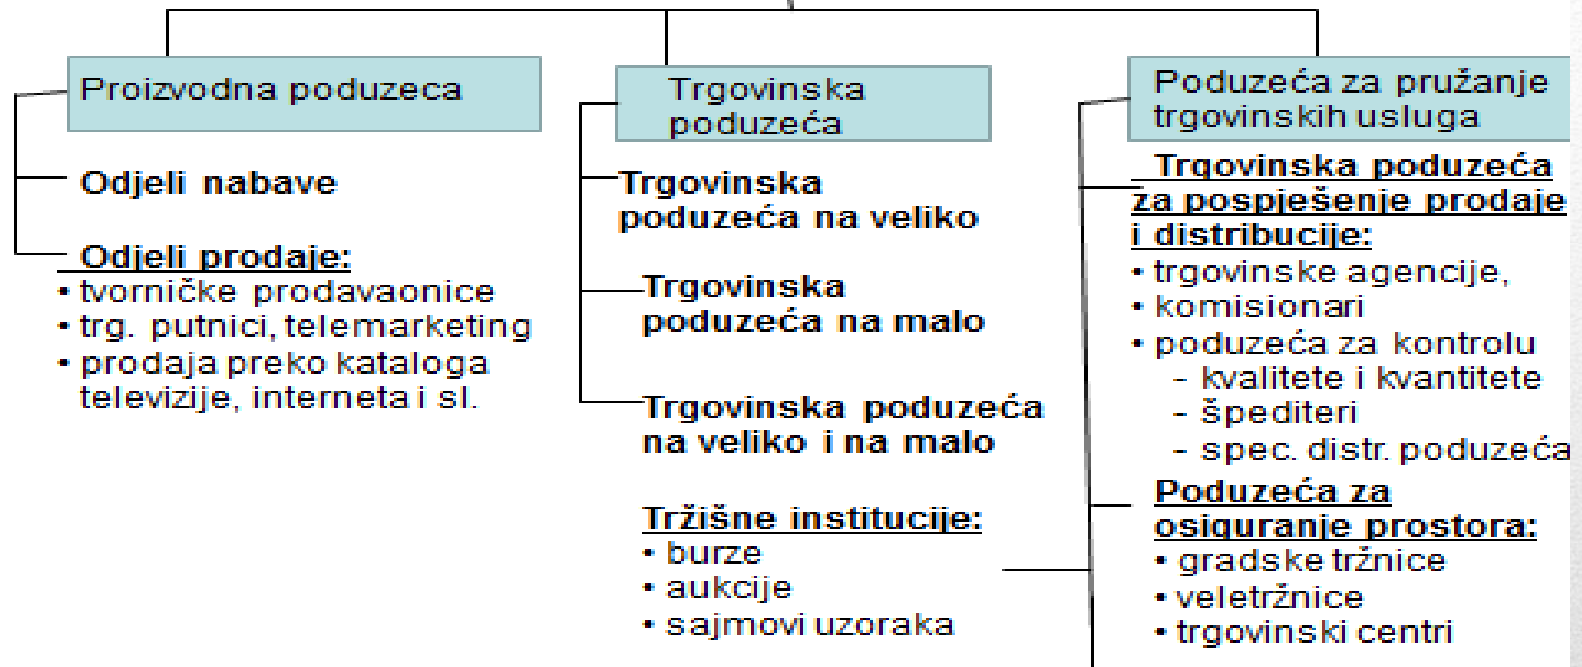 Proizvodna poduzeca
Odjeli nabave
Odjeli prodaje:
• tvorničke prodavaonice
• trg. putnici, telemarketing
• prodaja preko kataloga
televizije, interneta i sl.
Trgovinska
poduzeća
Trgovinska
poduzeća na veliko
Trgovinska
poduzeća na malo
Trgovinska poduzeća
na veliko i na malo
Tržišne institucije:
• burze
• aukcije
• sajmovi uzoraka
Poduzeća za pružanje
trgovinskih usluga
Trgovinska poduzeća
za pospješenje prodaje
i distribucije:
• trgovinske agencije,
• komisionari
• poduzeća za kontrolu
- kvalitete i kvantitete
- špediteri
- spec. distr. poduzeća
Poduzeća za
osiguranje prostora:
• gradske tržnice
• veletržnice
• trgovinski centri